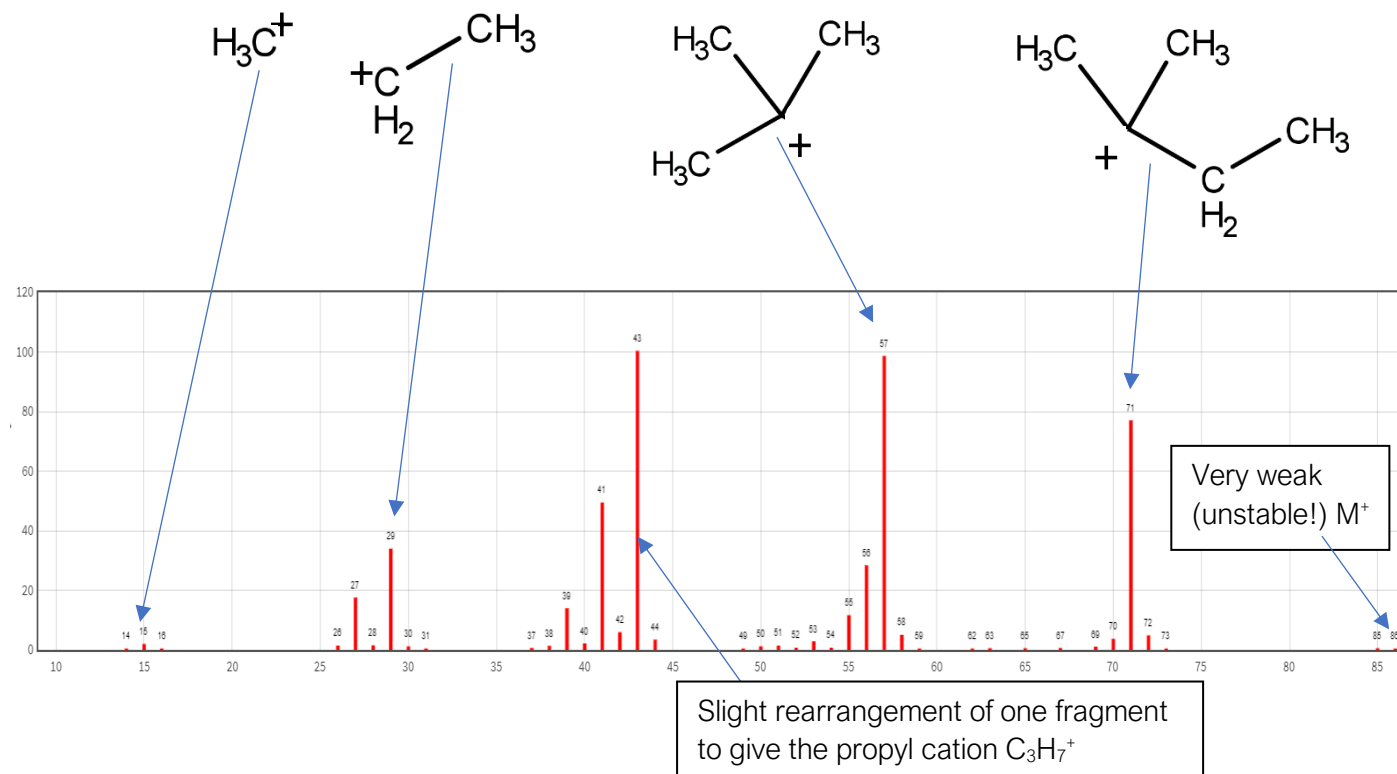 H₃C⁺
⁺C
H₂
CH₃
H₃C
CH₃
H₃C
+
H₃C
CH₃
+
C
H₂
CH₃
120
100
80
60
40
20
0
14 15 16 26 27 28 29 30 31 37 38 39 40 41 42 43 44 49 50 51 52 53 54 55 56 57 58 59 62 63 65 67 69 70 71 72 73 85 86
10 15 20 25 30 35 40 45 50 55 60 65 70 75 80 85
Very weak
(unstable!) M⁺
Slight rearrangement of one fragment
to give the propyl cation C₃H₇⁺